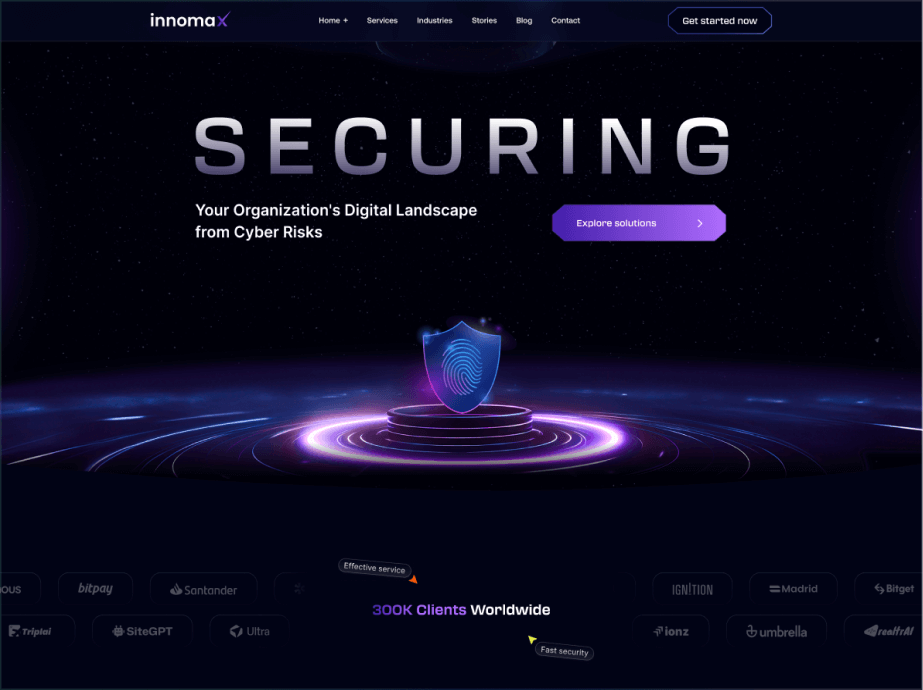 innomax
Home +
Services
Industries
Stories
Blog
Contact
Get started now
SECURING
Your Organization's Digital Landscape
from Cyber Risks
Explore solutions
Effective service
ous
bitpay
Santander
IGNITION
Madrid
Bitget
300K Clients Worldwide
Triplai
SiteGPT
Ultra
ionz
umbrella
Fast security